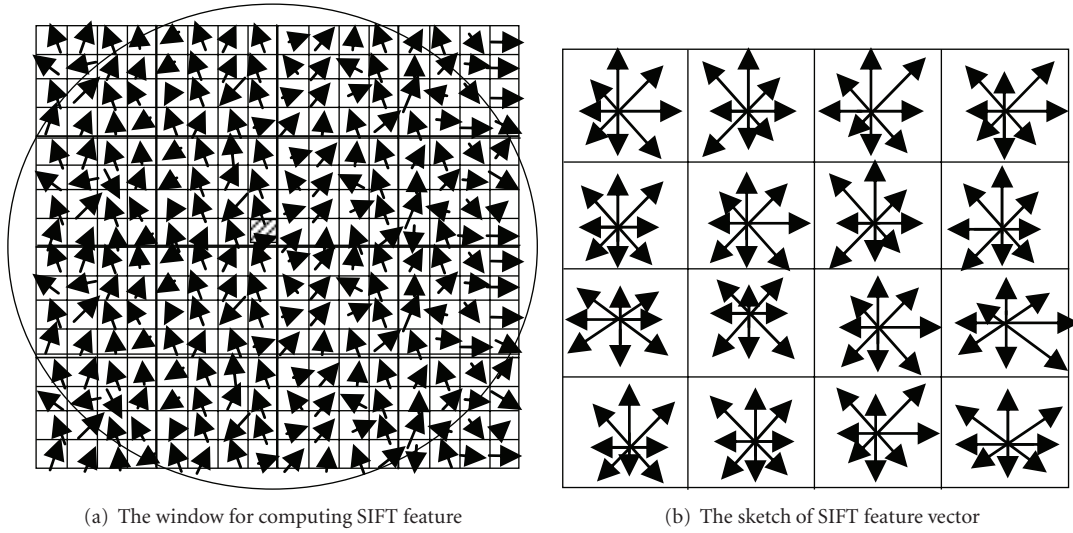 (a) The window for computing SIFT feature
(b) The sketch of SIFT feature vector